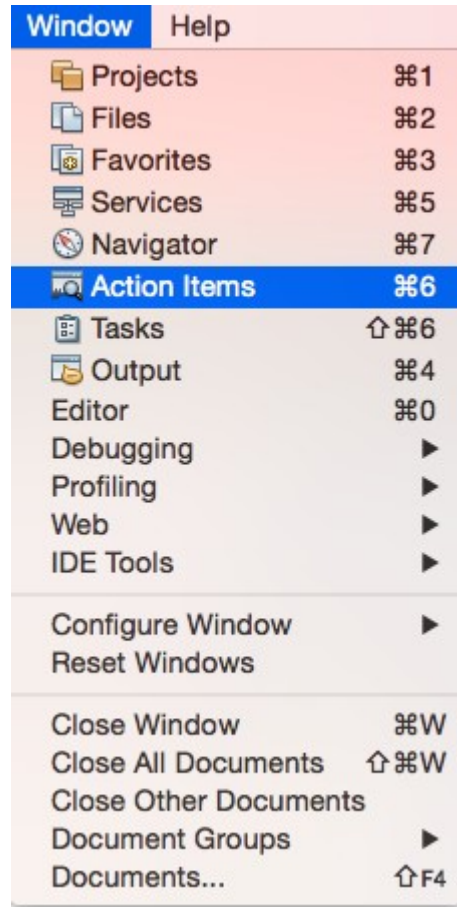 Window Help
Projects ⌘1
Files ⌘2
Favorites ⌘3
Services ⌘5
Navigator ⌘7
Action Items ⌘6
Tasks ⇧⌘6
Output ⌘4
Editor ⌘0
Debugging ▶
Profiling ▶
Web ▶
IDE Tools ▶
Configure Window ▶
Reset Windows
Close Window ⌘W
Close All Documents ⇧⌘W
Close Other Documents
Document Groups ▶
Documents... ⇧F4